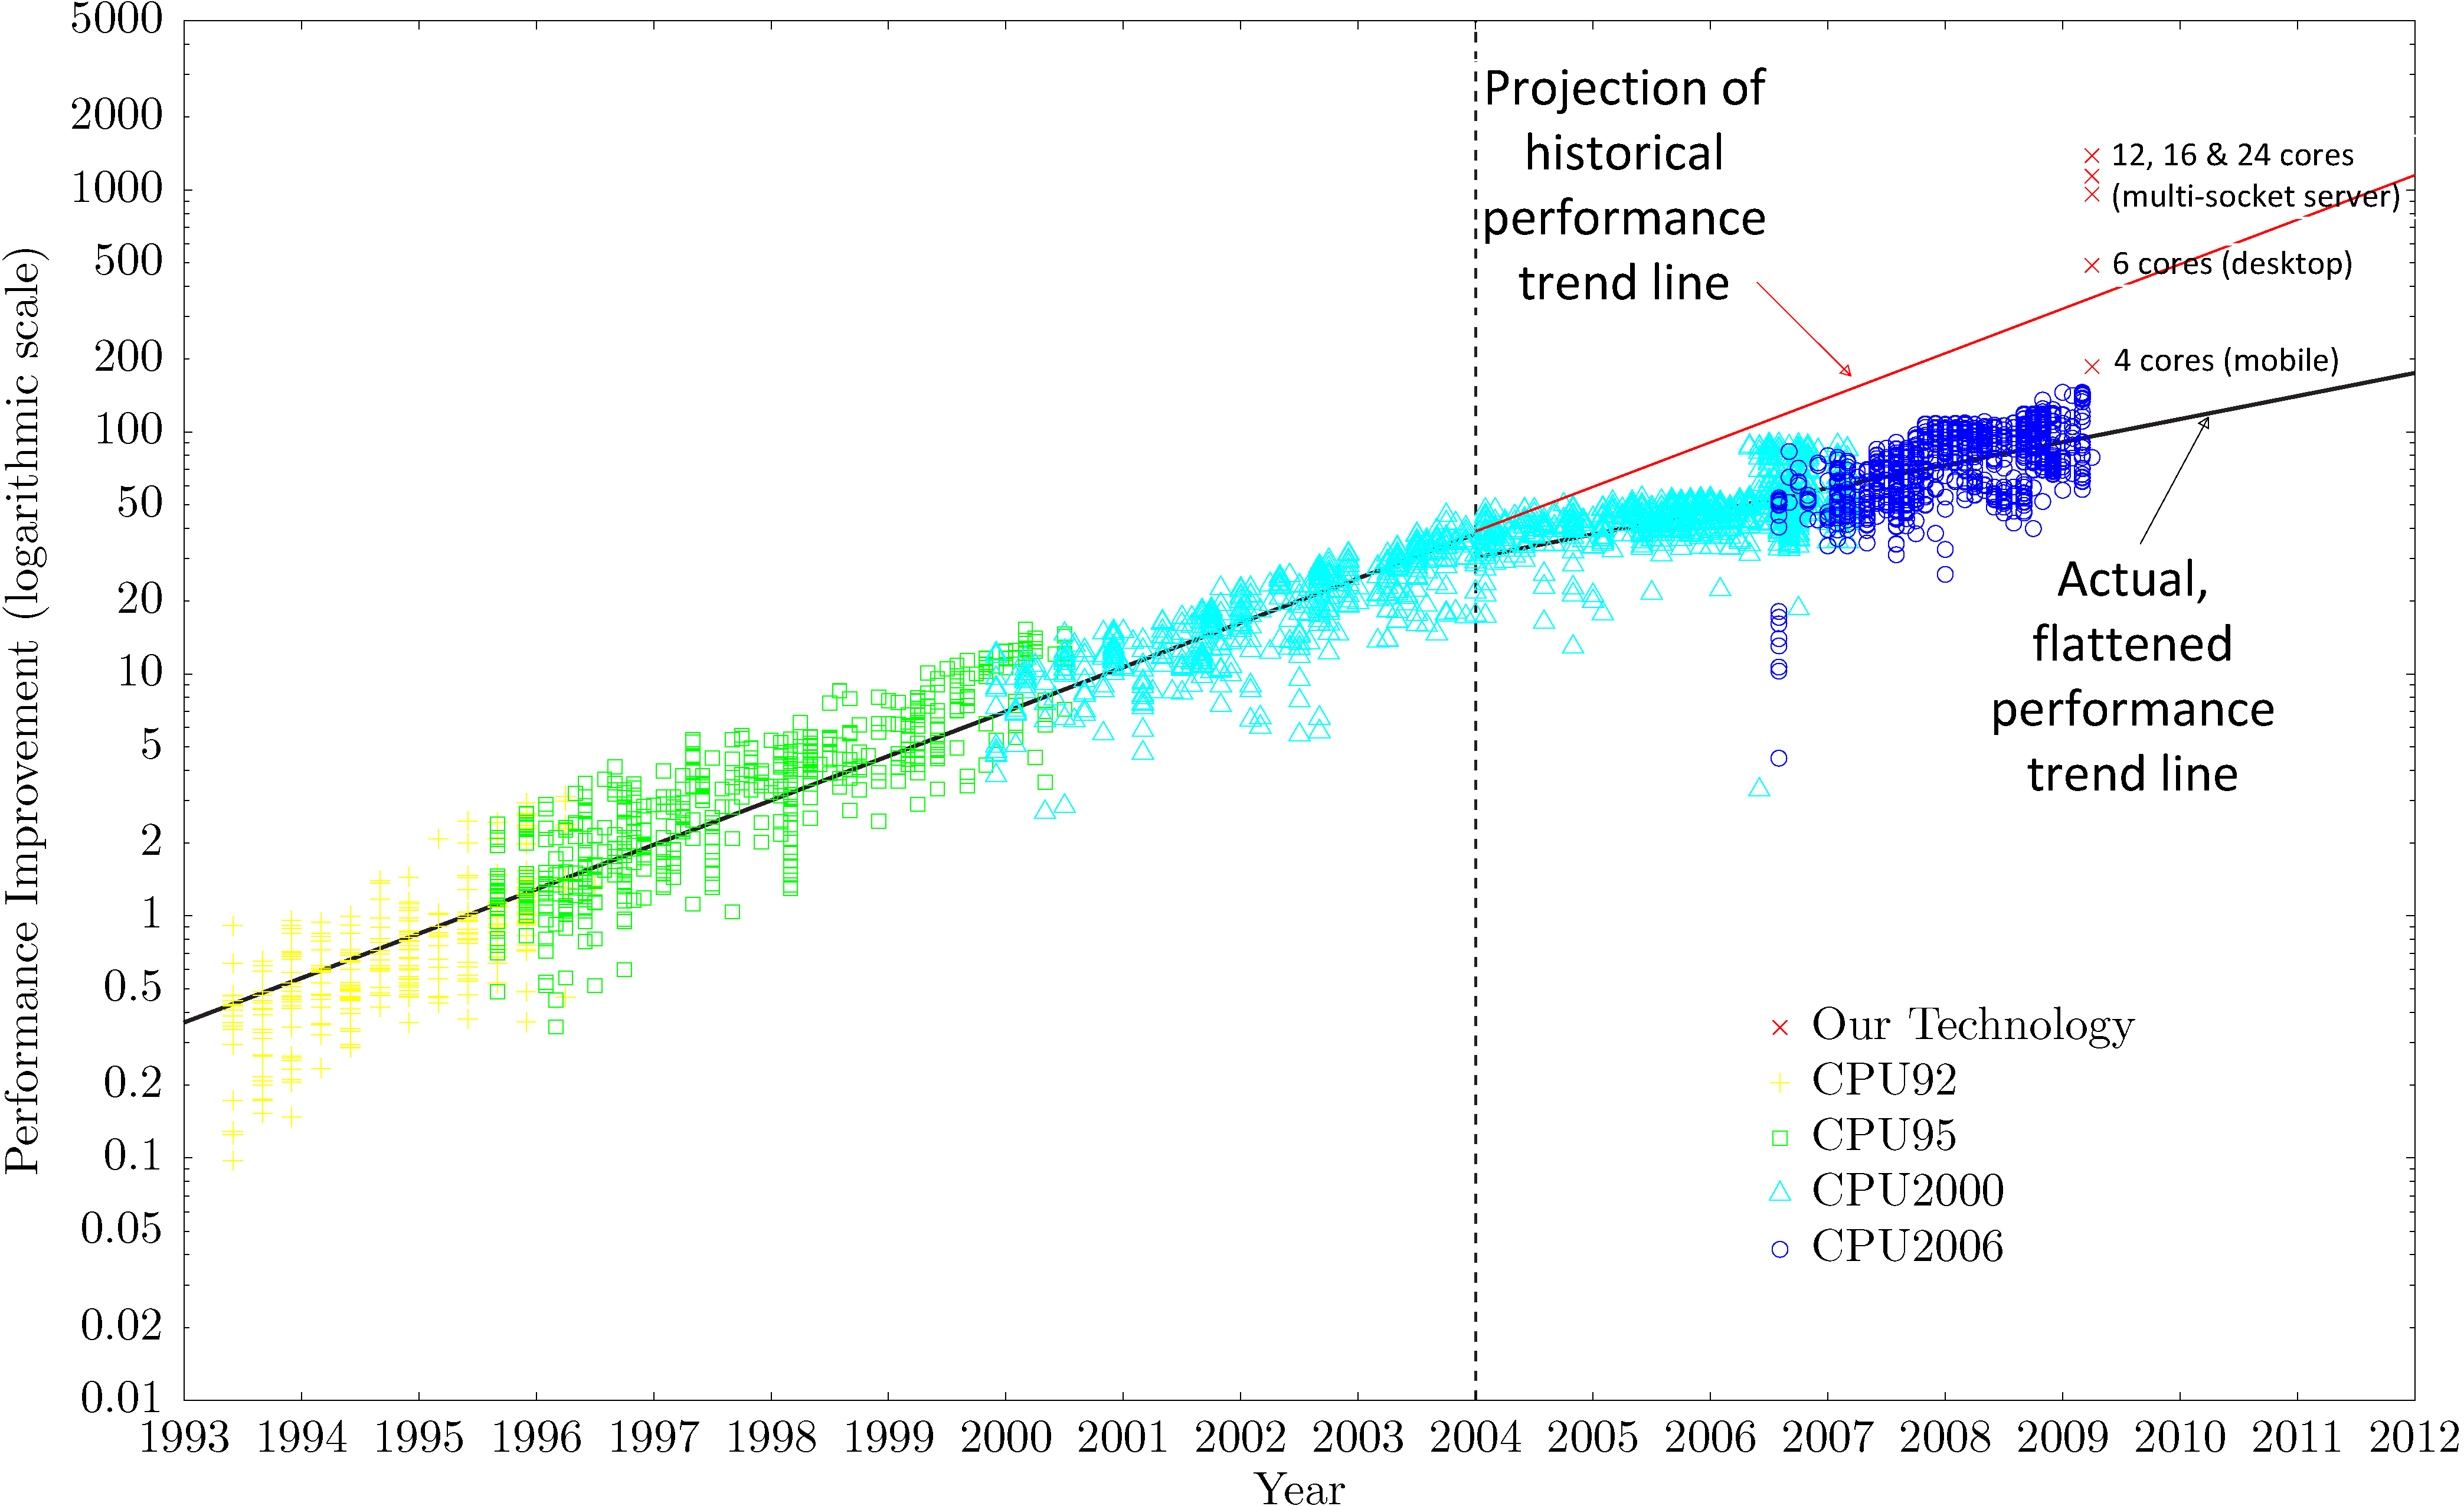 Performance Improvement (logarithmic scale)
5000
2000
1000
500
200
100
50
20
10
5
2
1
0.5
0.2
0.1
0.05
0.02
0.01
Projection of
historical
performance
trend line
12, 16 & 24 cores
(multi-socket server)
6 cores (desktop)
4 cores (mobile)
Actual,
flattened
performance
trend line
Our Technology
CPU92
CPU95
CPU2000
CPU2006
1993 1994 1995 1996 1997 1998 1999 2000 2001 2002 2003 2004 2005 2006 2007 2008 2009 2010 2011 2012
Year